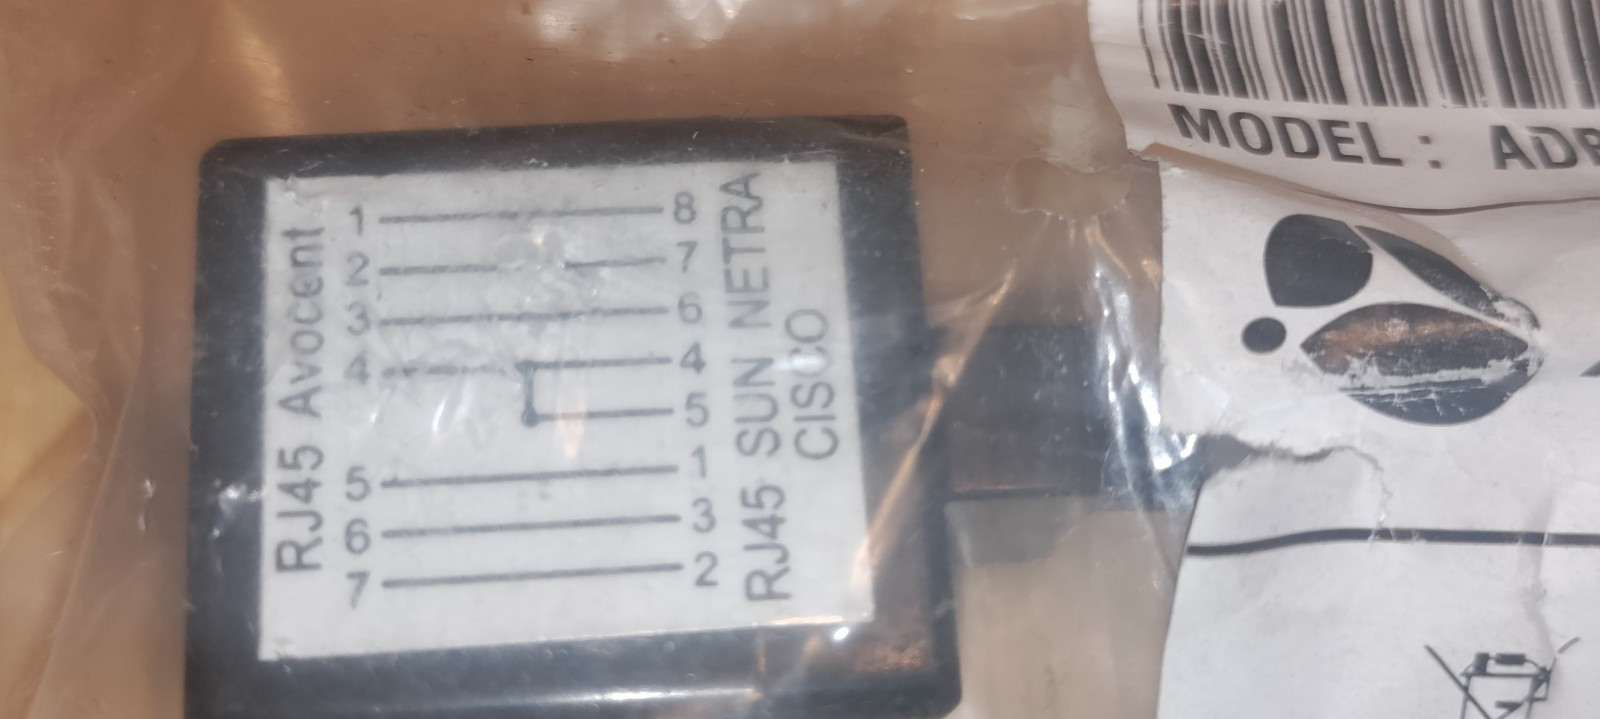 RJ45 Avocent
1 8
2 7
3 6
4 4
5
5 1
6 3
7 2
RJ45 SUN NETRA
CISCO
MODEL :